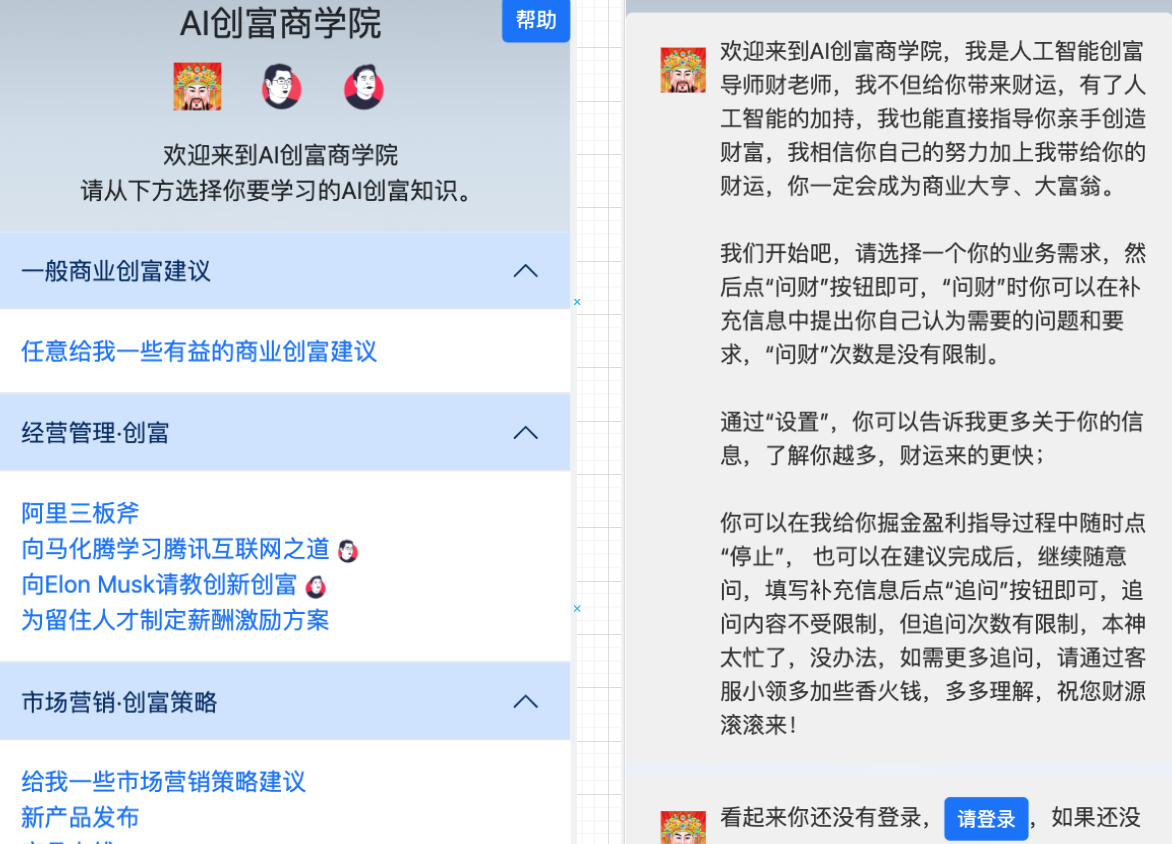 AI创富商学院
帮助
欢迎来到AI创富商学院
请从下方选择你要学习的AI创富知识。
一般商业创富建议
任意给我一些有益的商业创富建议
经营管理·创富
阿里三板斧
向马化腾学习腾讯互联网之道
向Elon Musk请教创新创富
为留住人才制定薪酬激励方案
市场营销·创富策略
给我一些市场营销策略建议
新产品发布
欢迎来到AI创富商学院，我是人工智能创富
导师财老师，我不但给你带来财运，有了人
工智能的加持，我也能直接指导你亲手创造
财富，我相信你自己的努力加上我带给你的
财运，你一定会成为商业大亨、大富翁。
我们开始吧，请选择一个你的业务需求，然
后点“问财”按钮即可，“问财”时你可以在补
充信息中提出你自己认为需要的问题和要
求，“问财”次数是没有限制。
通过“设置”，你可以告诉我更多关于你的信
息，了解你越多，财运来的更快；
你可以在我给你掘金盈利指导过程中随时点
“停止”， 也可以在建议完成后，继续随意
问，填写补充信息后点“追问”按钮即可，追
问内容不受限制，但追问次数有限制，本神
太忙了，没办法，如需更多追问，请通过客
服小领多加些香火钱，多多理解，祝您财源
滚滚来！
看起来你还没有登录，请登录，如果还没